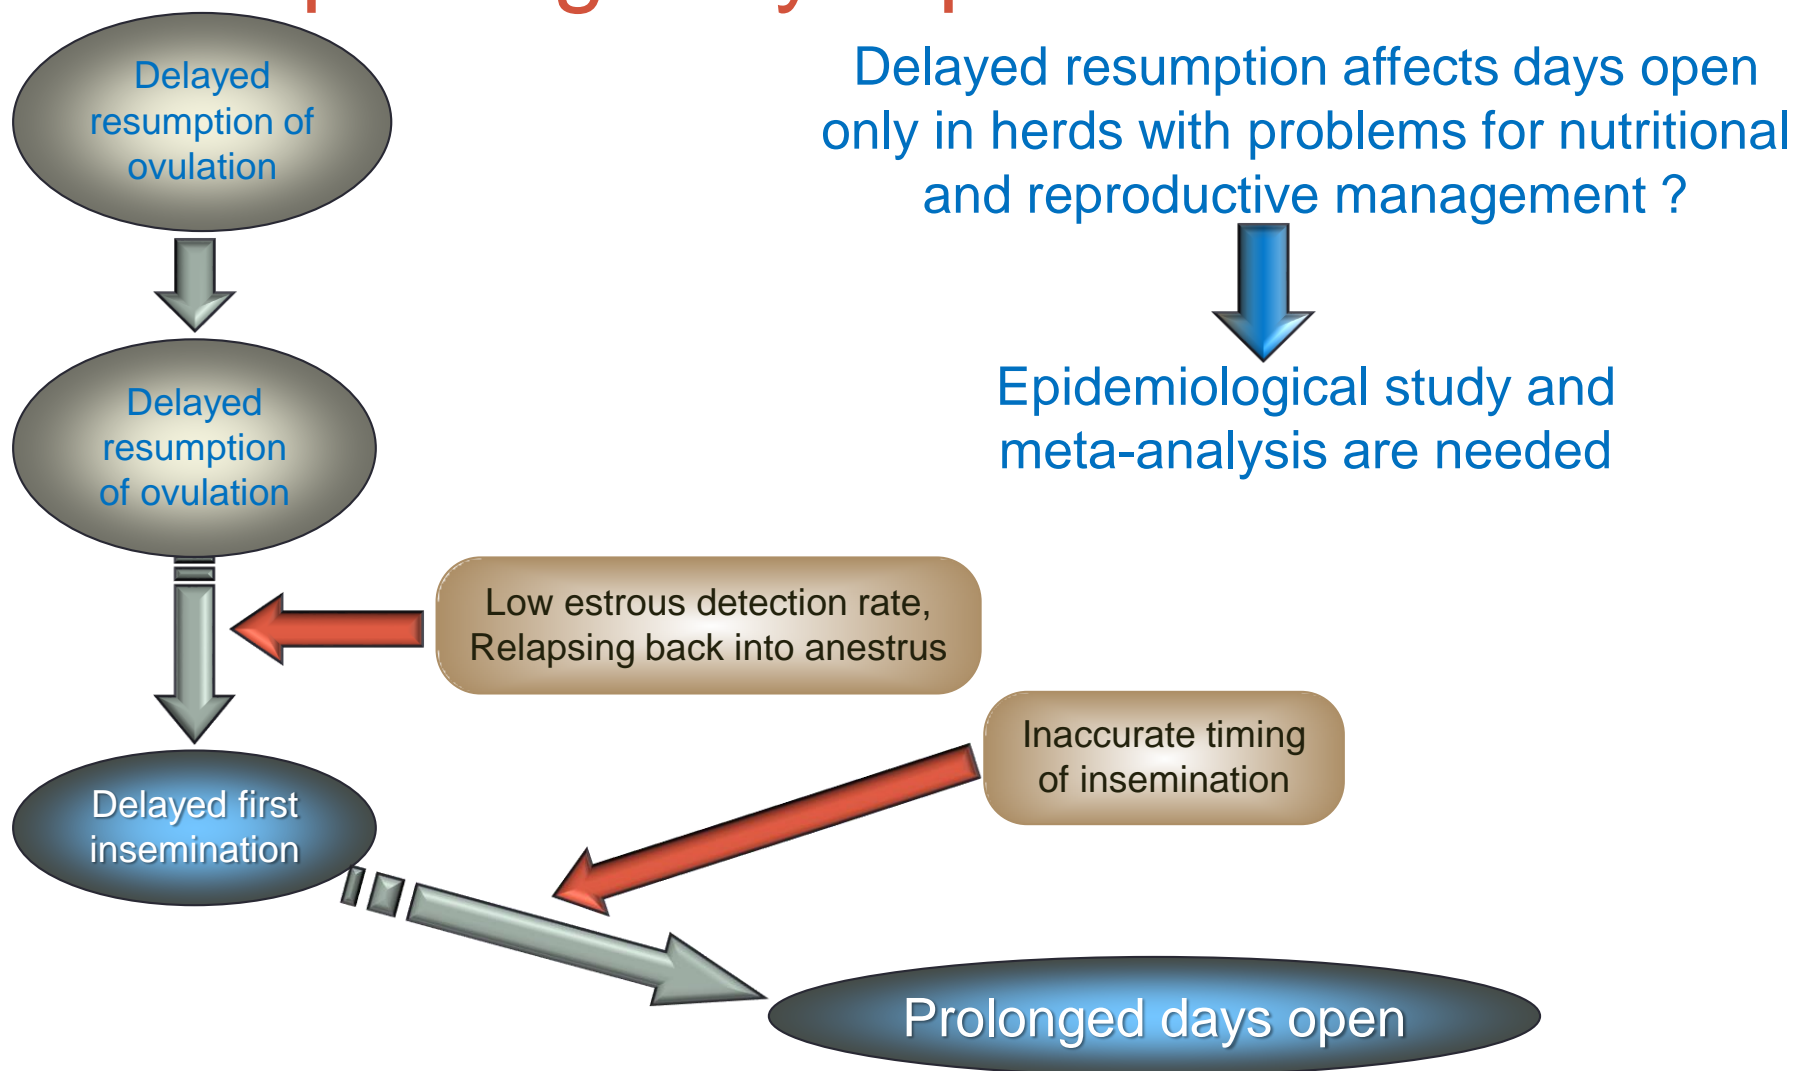 Delayed
resumption of
ovulation
Delayed resumption affects days open
only in herds with problems for nutritional
and reproductive management ?
Delayed
resumption
of ovulation
Epidemiological study and
meta-analysis are needed
Low estrous detection rate,
Relapsing back into anestrus
Inaccurate timing
of insemination
Delayed first
insemination
Prolonged days open